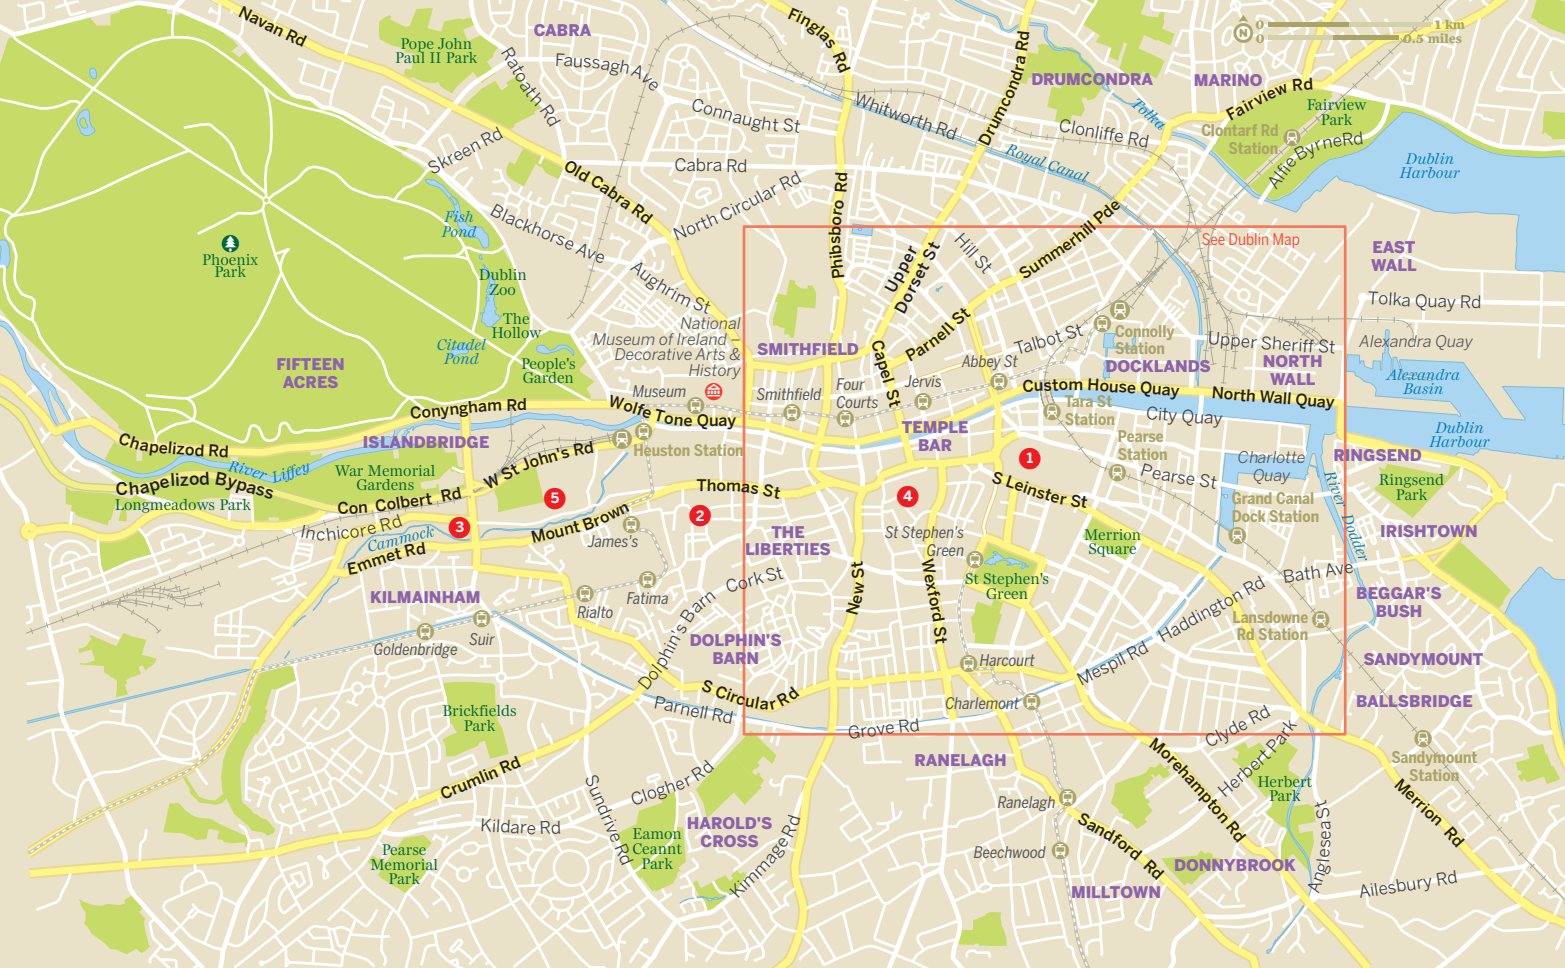 Navan Rd
Pope John
Paul II Park
CABRA
Faussagh Ave
Ratoath Rd
Finglas Rd
Connaught St
Whitworth Rd
Drumcondra Rd
DRUMCONDRA
MARINO
0
1 km
N
0
0.5 miles
Fairview Rd
Fairview
Park
Tolka
Clonliffe Rd
Clontarf Rd
Station
Alfie ByrneRd
Dublin
Harbour
Skreen Rd
Cabra Rd
Old Cabra Rd
North Circular Rd
Royal Canal
Phibsboro Rd
Blackhorse Ave
Fish
Pond
Phoenix
Park
Dublin
Zoo
The
Hollow
Citadel
Pond
People's
Garden
Aughrim St
Upper
Dorset St
Hill St
Summerhill Pde
See Dublin Map
EAST
WALL
Tolka Quay Rd
National
Museum of Ireland –
Decorative Arts &
History
Museum
SMITHFIELD
Smithfield
Four
Courts
Capel St
Parnell St
Jervis
Abbey St
Talbot St
Connolly
Station
DOCKLANDS
Upper Sheriff St
NORTH
WALL
Alexandra Quay
Alexandra
Basin
FIFTEEN
ACRES
Conyngham Rd
Wolfe Tone Quay
Custom House Quay
North Wall Quay
Tara St
Station
City Quay
Dublin
Harbour
Chapelizod Rd
ISLANDBRIDGE
River Liffey
War Memorial
Gardens
W St John's Rd
Heuston Station
TEMPLE
BAR
1
Pearse
Station
Pearse St
Charlotte
Quay
RINGSEND
Ringsend
Park
Chapelizod Bypass
Longmeadows Park
Con Colbert Rd
5
Thomas St
2
4
S Leinster St
Grand Canal
Dock Station
River Dodder
IRISHTOWN
Inchicore Rd
3
Cammock
Emmet Rd
Mount Brown
James's
THE
LIBERTIES
St Stephen's
Green
Merrion
Square
St Stephen's
Green
Bath Ave
BEGGAR'S
BUSH
KILMAINHAM
Goldenbridge
Suir
Rialto
Fatima
Cork St
New St
Wexford St
Haddington Rd
Lansdowne
Rd Station
Dolphin's Barn
DOLPHIN'S
BARN
Harcourt
Mespil Rd
SANDYMOUNT
BALLSBRIDGE
S Circular Rd
Parnell Rd
Charlemont
Grove Rd
Clyde Rd
Brickfields
Park
RANELAGH
Morehampton Rd
Herbert Park
Herbert
Park
Sandymount
Station
Crumlin Rd
Clogher Rd
Sundrive Rd
Ranelagh
Merrion Rd
Kildare Rd
Eamon
Ceannt
Park
HAROLD'S
CROSS
Kimmage Rd
Sandford Rd
Anglesea St
Pearse
Memorial
Park
Beechwood
DONNYBROOK
MILLTOWN
Ailesbury Rd